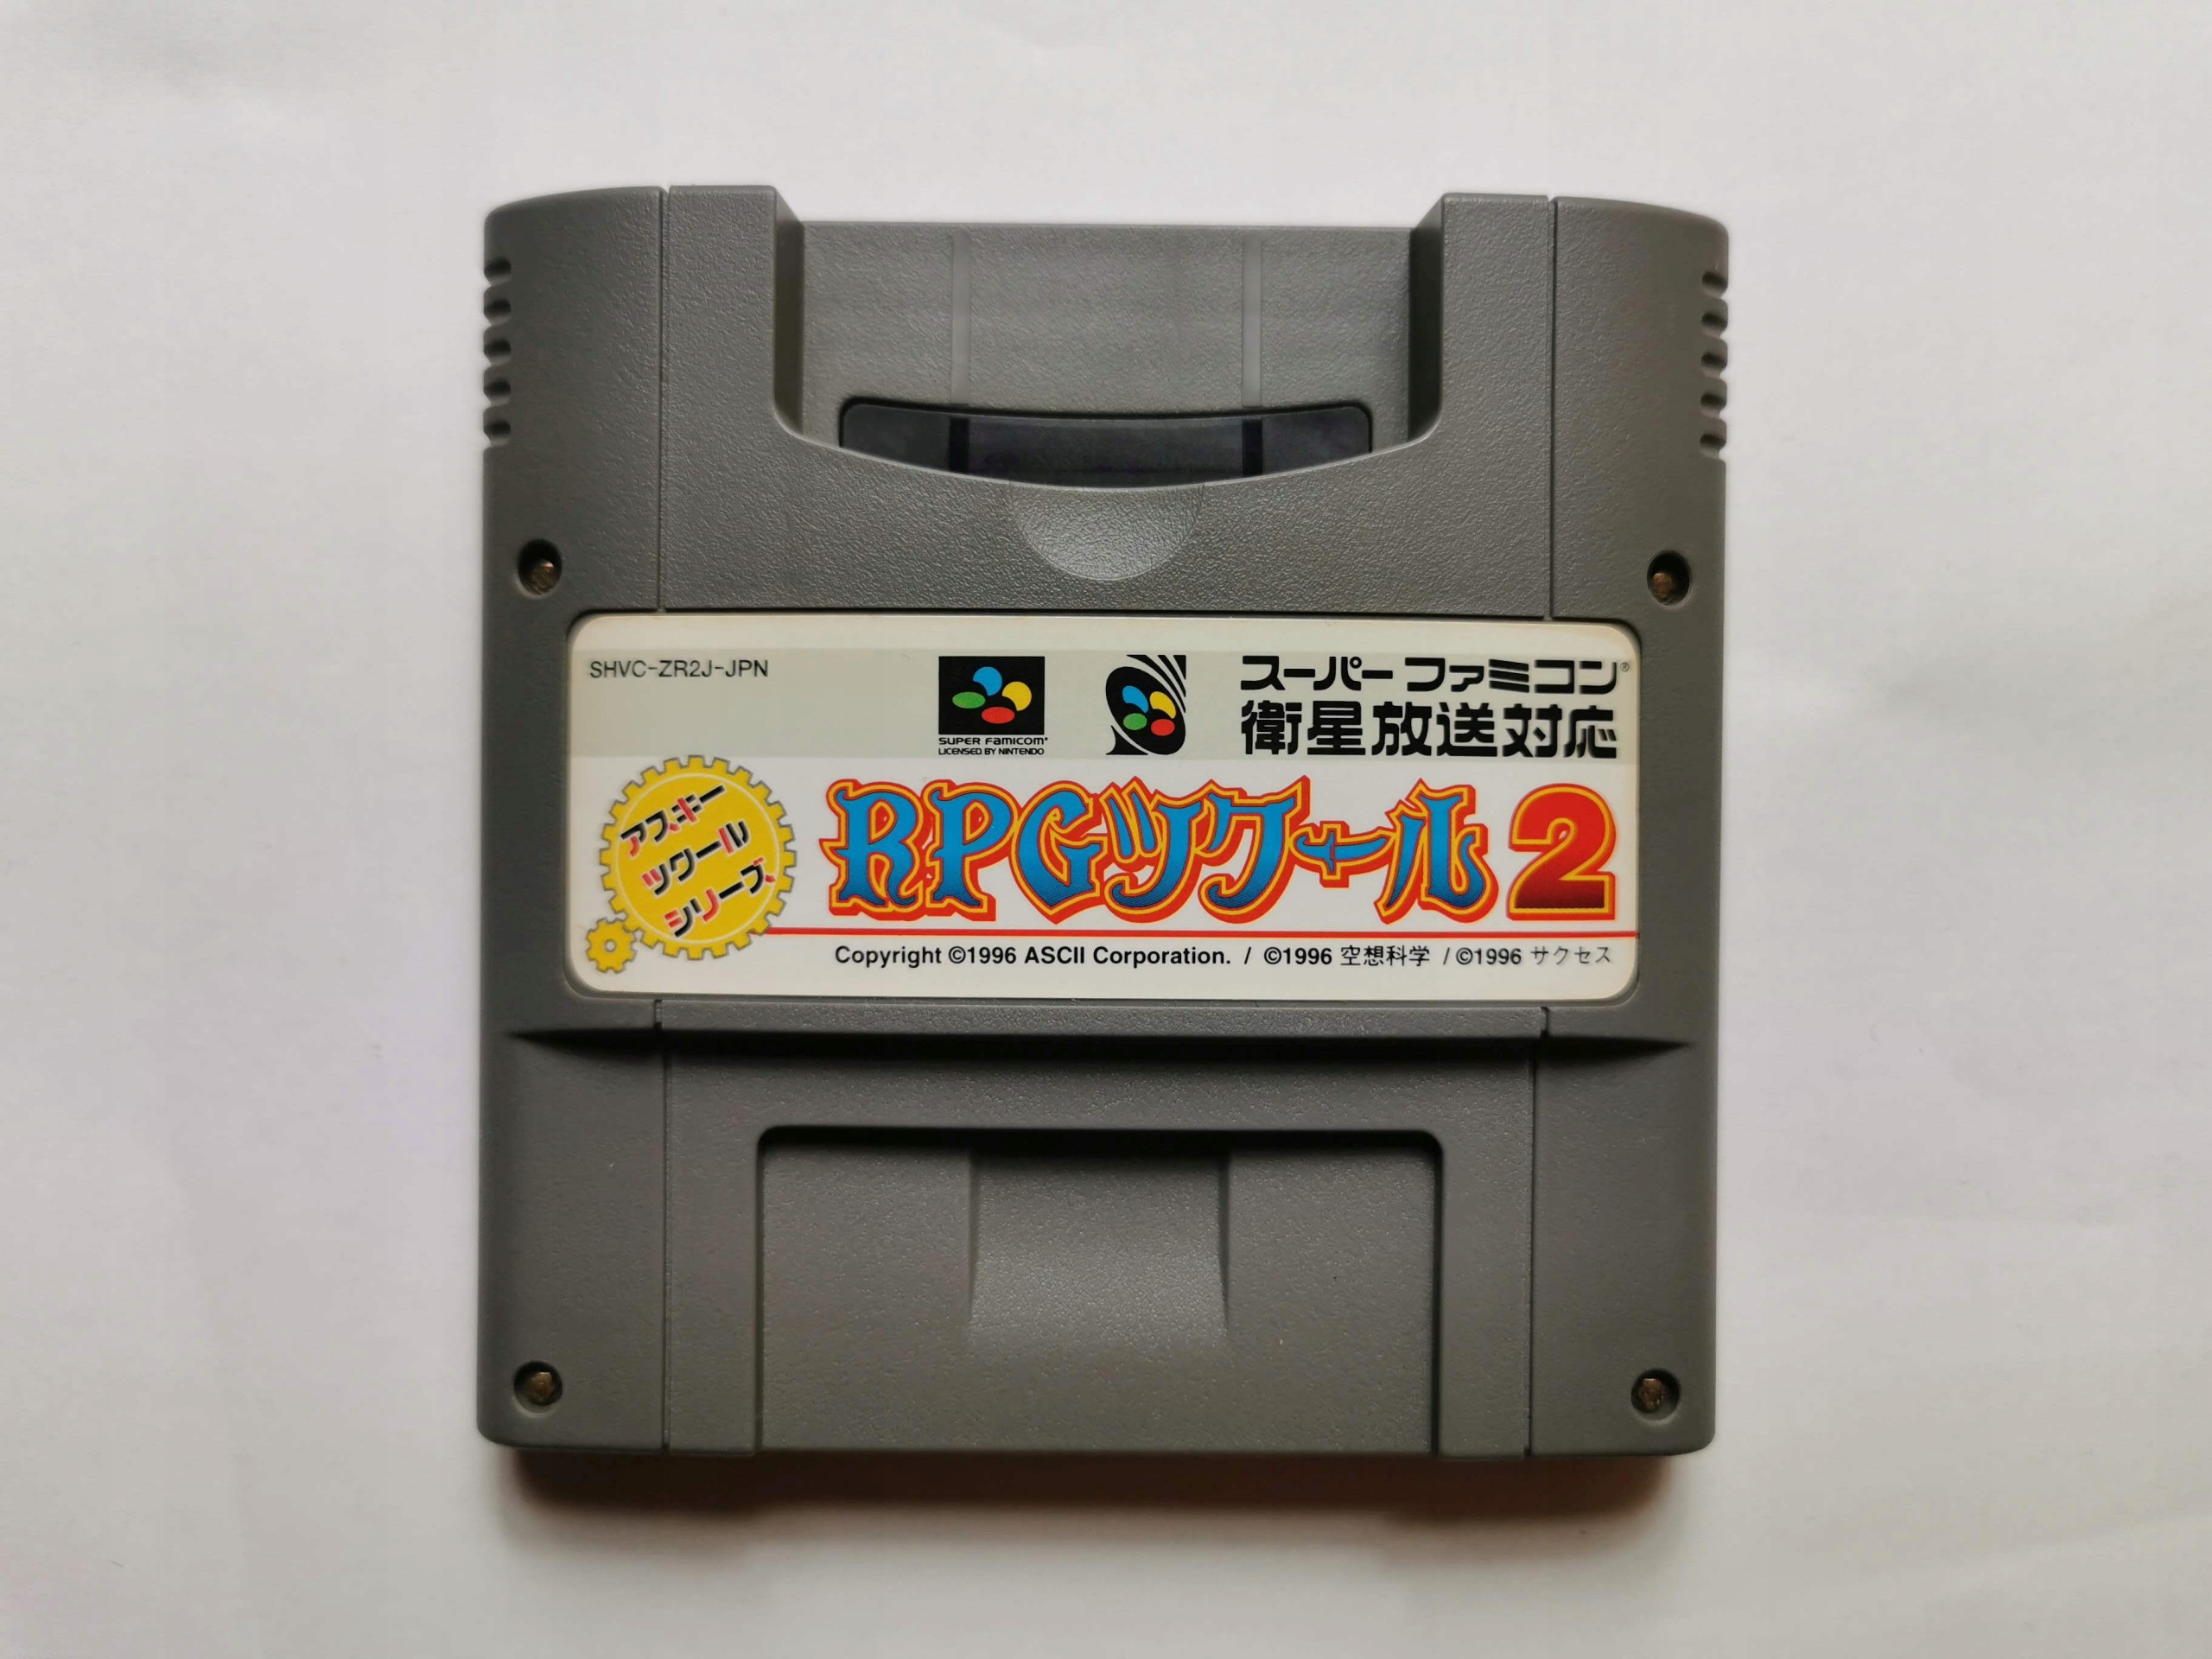 SHVC-ZR2J-JPN
SUPER FAMICOM®
LICENSED BY NINTENDO
スーパーファミコン®
衛星放送対応
アスキー
ツクール
シリーズ
RPGツクール2
Copyright ©1996 ASCII Corporation. / ©1996 空想科学 / ©1996 サクセス